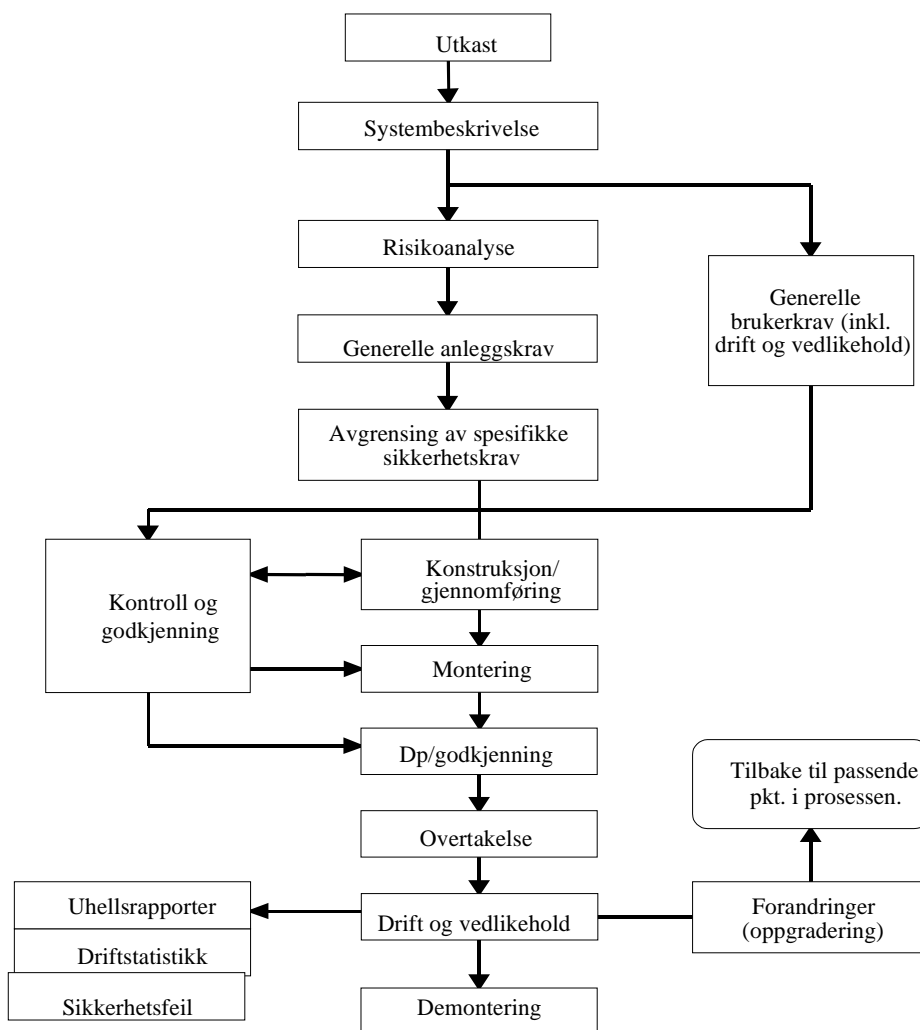 Utkast
Systembeskrivelse
Risikoanalyse
Generelle
brukerkrav (inkl.
drift og vedlikehold)
Generelle anleggskrav
Avgrensing av spesifikke
sikkerhetskrav
Kontroll og
godkjenning
Konstruksjon/
gjennomføring
Montering
Dp/godkjenning
Tilbake til passende
pkt. i prosessen.
Overtakelse
Uhellsrapporter
Driftstatistikk
Sikkerhetsfeil
Drift og vedlikehold
Forandringer
(oppgradering)
Demontering